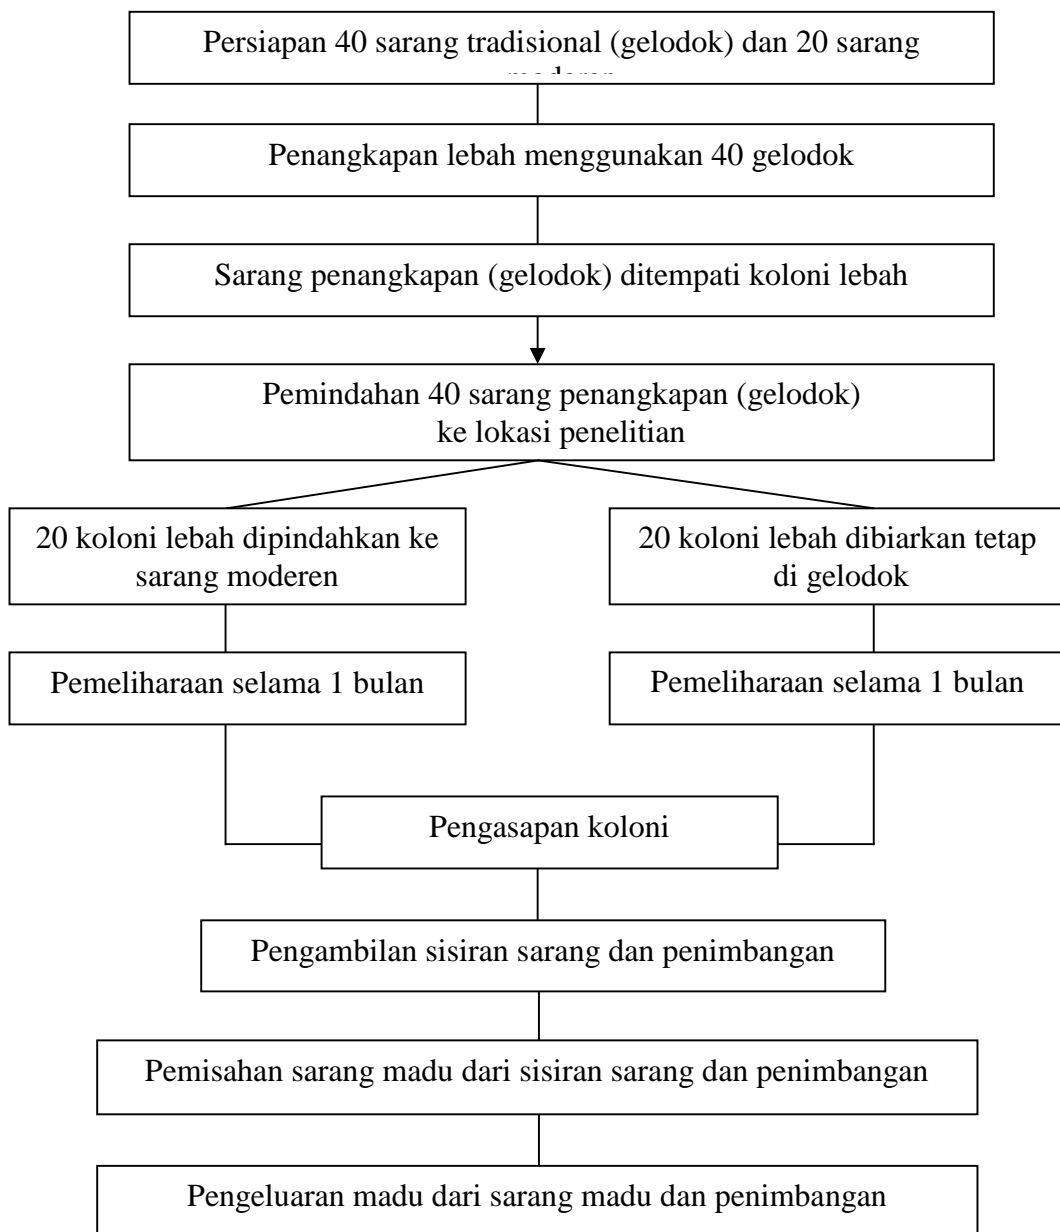 Persiapan 40 sarang tradisional (gelodok) dan 20 sarang
Penangkapan lebah menggunakan 40 gelodok
Sarang penangkapan (gelodok) ditempati koloni lebah
Pemindahan 40 sarang penangkapan (gelodok)
ke lokasi penelitian
20 koloni lebah dipindahkan ke
sarang moderen
20 koloni lebah dibiarkan tetap
di gelodok
Pemeliharaan selama 1 bulan
Pemeliharaan selama 1 bulan
Pengasapan koloni
Pengambilan sisiran sarang dan penimbangan
Pemisahan sarang madu dari sisiran sarang dan penimbangan
Pengeluaran madu dari sarang madu dan penimbangan